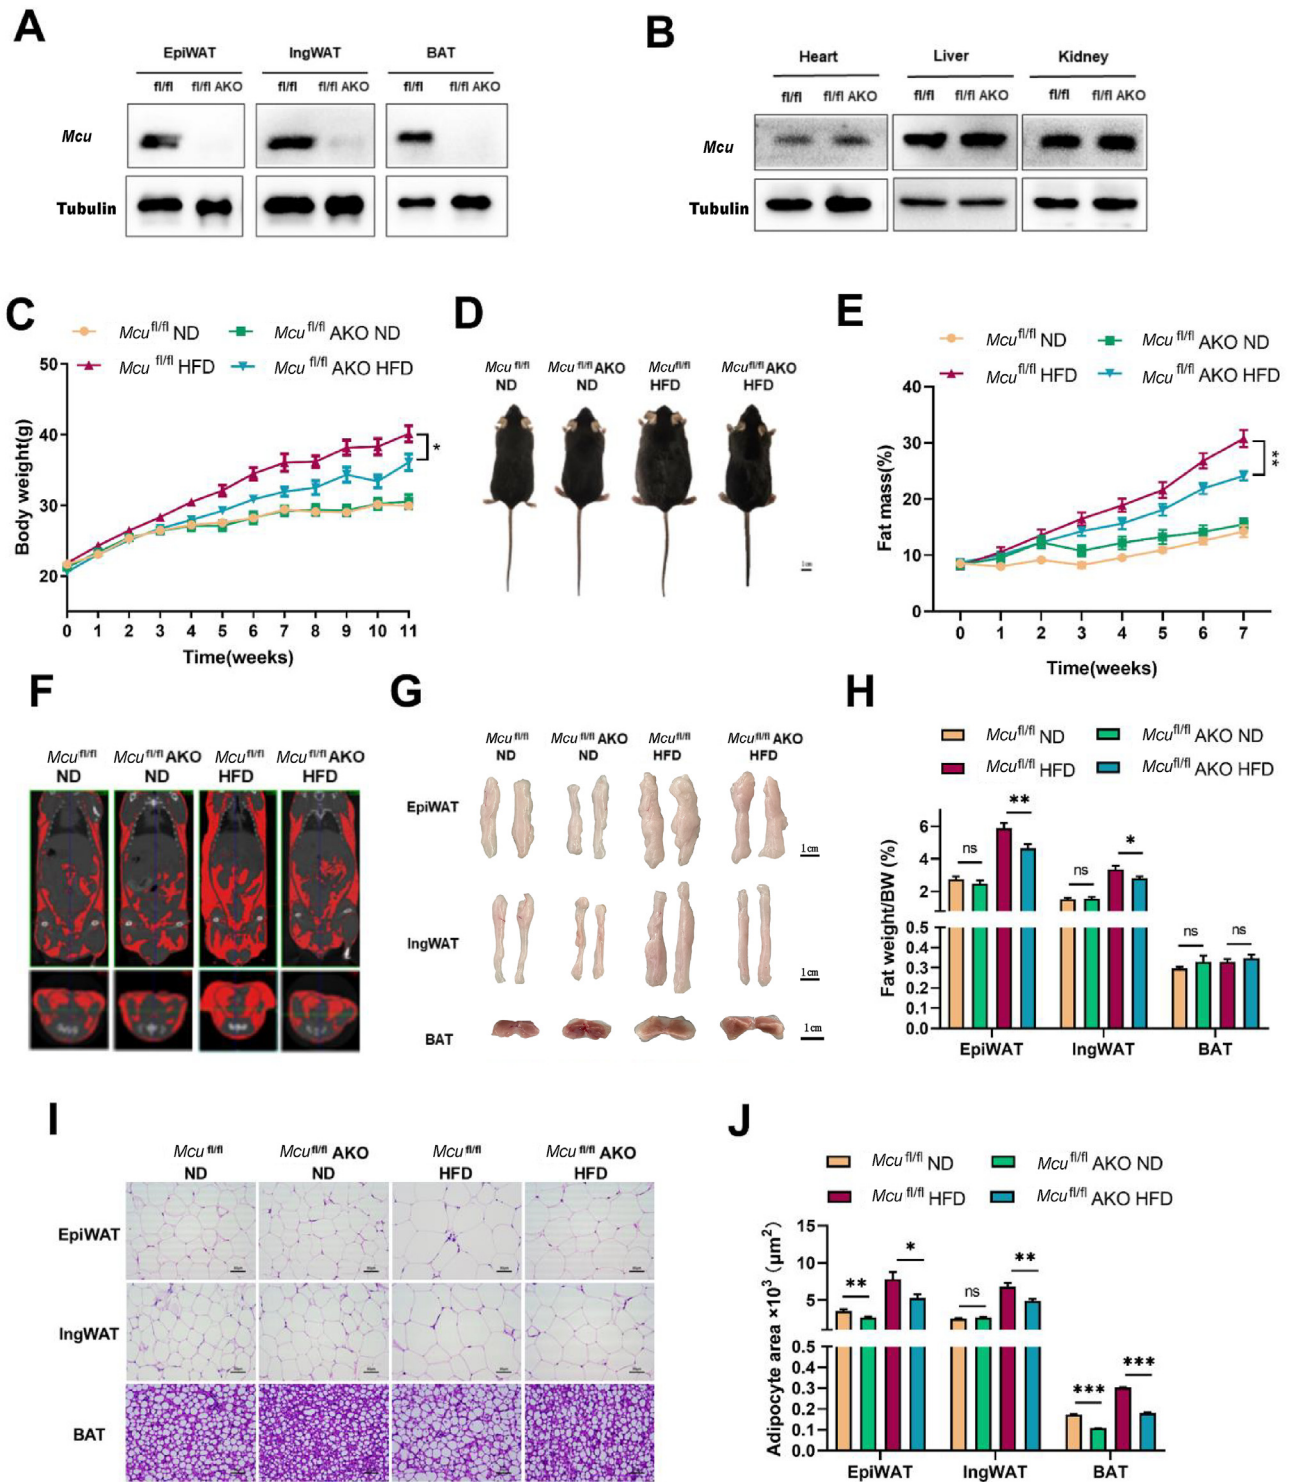 A
EpiWAT IngWAT BAT
fl/fl fl/fl AKO fl/fl fl/fl AKO fl/fl fl/fl AKO
Mcu
Tubulin
B
Heart Liver Kidney
fl/fl fl/fl AKO fl/fl fl/fl AKO fl/fl fl/fl AKO
Mcu
Tubulin
C
Mcu fl/fl ND Mcu fl/fl AKO ND
Mcu fl/fl HFD Mcu fl/fl AKO HFD
Body weight(g)
50
40
30
20
*
0 1 2 3 4 5 6 7 8 9 10 11
Time(weeks)
D
Mcu fl/fl Mcu fl/fl AKO Mcu fl/fl Mcu fl/fl AKO
ND ND HFD HFD
1cm
E
Mcu fl/fl ND Mcu fl/fl AKO ND
Mcu fl/fl HFD Mcu fl/fl AKO HFD
Fat mass(%)
40
30
20
10
0
**
0 1 2 3 4 5 6 7
Time(weeks)
F
Mcu fl/fl Mcu fl/fl AKO Mcu fl/fl Mcu fl/fl AKO
ND ND HFD HFD
G
Mcu fl/fl Mcu fl/fl AKO Mcu fl/fl Mcu fl/fl AKO
ND ND HFD HFD
EpiWAT
1cm
IngWAT
1cm
BAT
1cm
H
Mcu fl/fl ND Mcu fl/fl AKO ND
Mcu fl/fl HFD Mcu fl/fl AKO HFD
Fat weight/BW (%)
6
4
2
0.5
0.4
0.3
0.2
0.1
0.0
ns ** ns * ns ns
EpiWAT IngWAT BAT
I
Mcu fl/fl Mcu fl/fl AKO Mcu fl/fl Mcu fl/fl AKO
ND ND HFD HFD
EpiWAT
IngWAT
BAT
J
Mcu fl/fl ND Mcu fl/fl AKO ND
Mcu fl/fl HFD Mcu fl/fl AKO HFD
Adipocyte area ×10³ (μm²)
15
10
5
0.5
0.4
0.3
0.2
0.1
0.0
** * ns ** *** ***
EpiWAT IngWAT BAT